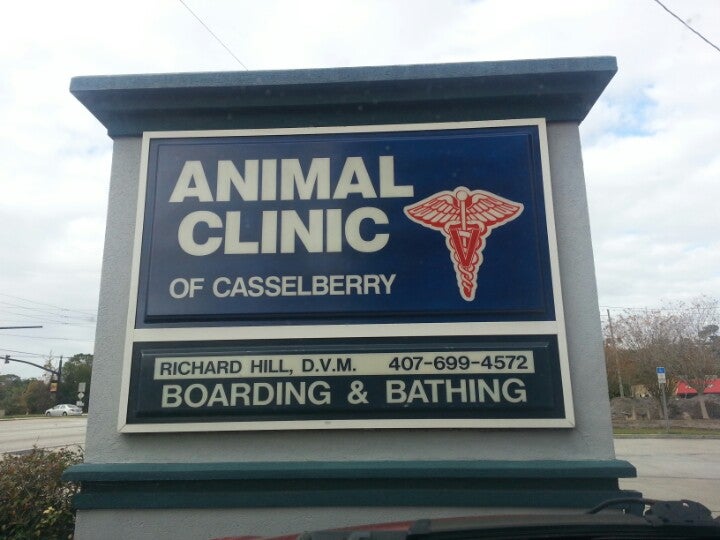 ANIMAL
CLINIC
OF CASSELBERRY
V
RICHARD HILL, D.V.M. 407-699-4572
BOARDING & BATHING